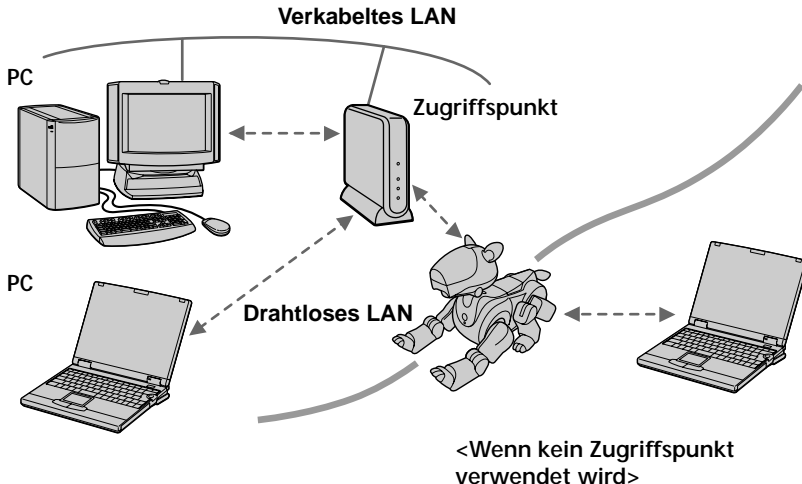 Verkabeltes LAN
PC
Zugriffspunkt
PC
Drahtloses LAN
<Wenn kein Zugriffspunkt
verwendet wird>